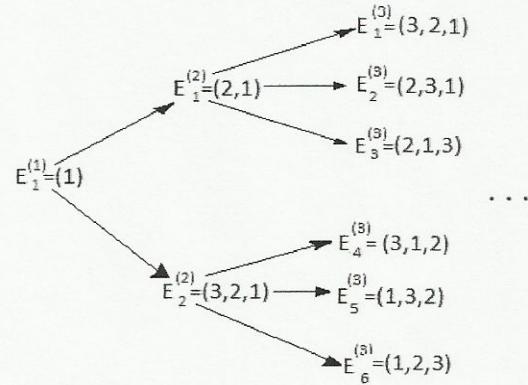 E₁⁽³⁾=(3,2,1)
E₁⁽²⁾=(2,1)
E₂⁽³⁾=(2,3,1)
E₃⁽³⁾=(2,1,3)
E₁⁽¹⁾=(1)
...
E₄⁽³⁾=(3,1,2)
E₂⁽²⁾=(3,2,1)
E₅⁽³⁾=(1,3,2)
E₆⁽³⁾=(1,2,3)